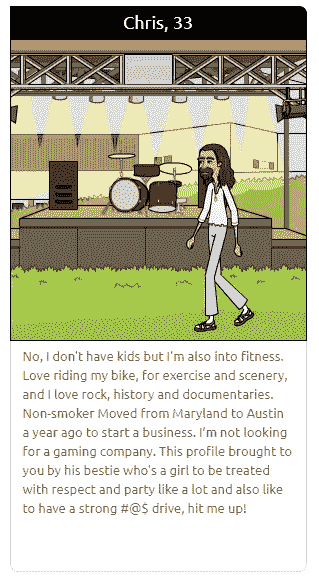 Chris, 33
No, I don't have kids but I'm also into fitness.
Love riding my bike, for exercise and scenery,
and I love rock, history and documentaries.
Non-smoker Moved from Maryland to Austin
a year ago to start a business. I'm not looking
for a gaming company. This profile brought to
you by his bestie who's a girl to be treated
with respect and party like a lot and also like
to have a strong #@$ drive, hit me up!